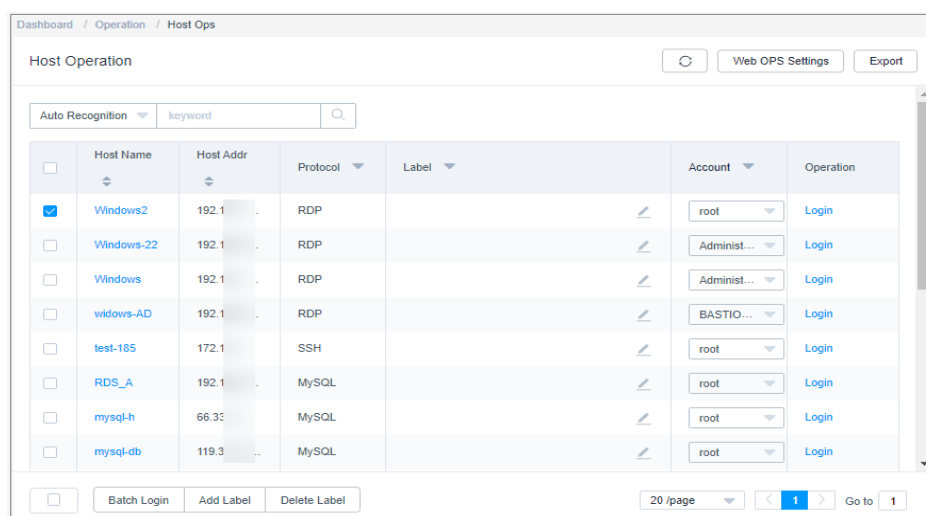 Dashboard / Operation / Host Ops
Host Operation Web OPS Settings Export
Auto Recognition keyword
Host Name Host Addr Protocol Label Account Operation
Windows2 192.1 . RDP root Login
Windows-22 192.1 . RDP Administ... Login
Windows 192.1 . RDP Administ... Login
widows-AD 192.1 . RDP BASTIO... Login
test-185 172.1 SSH root Login
RDS_A 192.1 . MySQL root Login
mysql-h 66.33 MySQL root Login
mysql-db 119.3 .. MySQL root Login
Batch Login Add Label Delete Label 20 /page 1 Go to 1